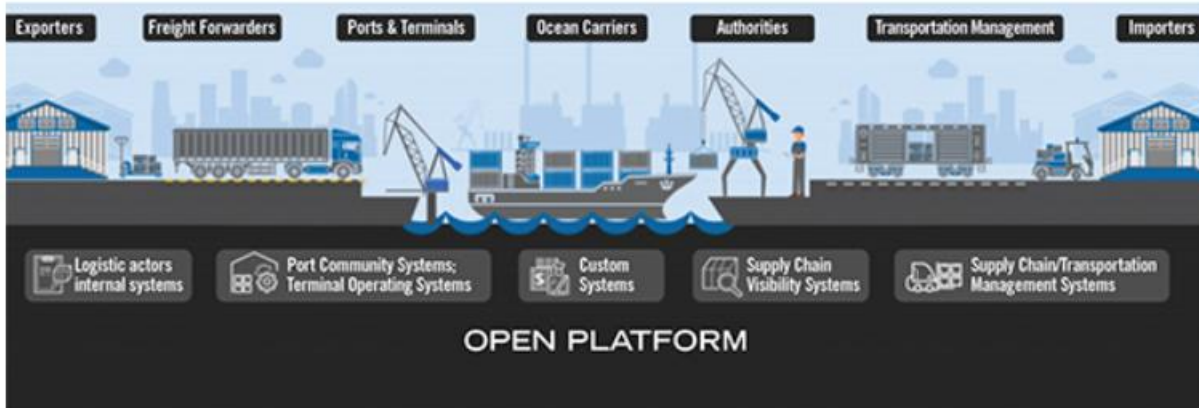 Exporters
Freight Forwarders
Ports & Terminals
Ocean Carriers
Authorities
Transportation Management
Importers
Logistic actors
internal systems
Port Community Systems;
Terminal Operating Systems
Custom
Systems
Supply Chain
Visibility Systems
Supply Chain/Transportation
Management Systems
OPEN PLATFORM